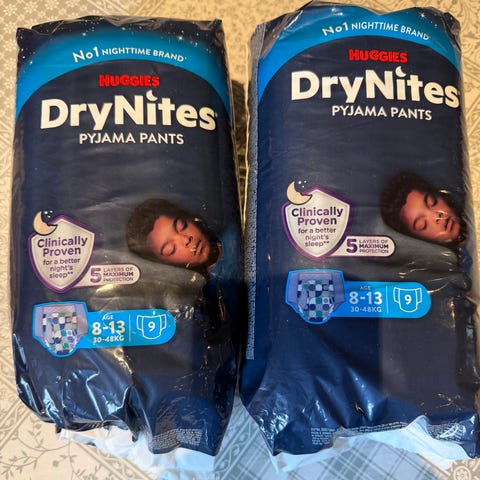 No1 NIGHTTIME BRAND*
HUGGIES
DryNites
PYJAMA PANTS
Clinically
Proven
for a better
night's
sleep**
5 LAYERS OF
MAXIMUM
PROTECTION
AGE
8-13
30-48KG
9
No1 NIGHTTIME BRAND*
HUGGIES
DryNites
PYJAMA PANTS
Clinically
Proven
for a better
night's
sleep**
5 LAYERS OF
MAXIMUM
PROTECTION
AGE
8-13
30-48KG
9